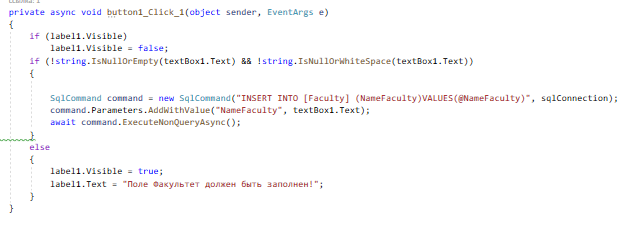 private async void button1_Click_1(object sender, EventArgs e)
{
if (label1.Visible)
label1.Visible = false;
if (!string.IsNullOrEmpty(textBox1.Text) && !string.IsNullOrWhiteSpace(textBox1.Text))
{
SqlCommand command = new SqlCommand("INSERT INTO [Faculty] (NameFaculty)VALUES(@NameFaculty)", sqlConnection);
command.Parameters.AddWithValue("NameFaculty", textBox1.Text);
await command.ExecuteNonQueryAsync();
}
else
{
label1.Visible = true;
label1.Text = "Поле Факультет должен быть заполнен!";
}
}